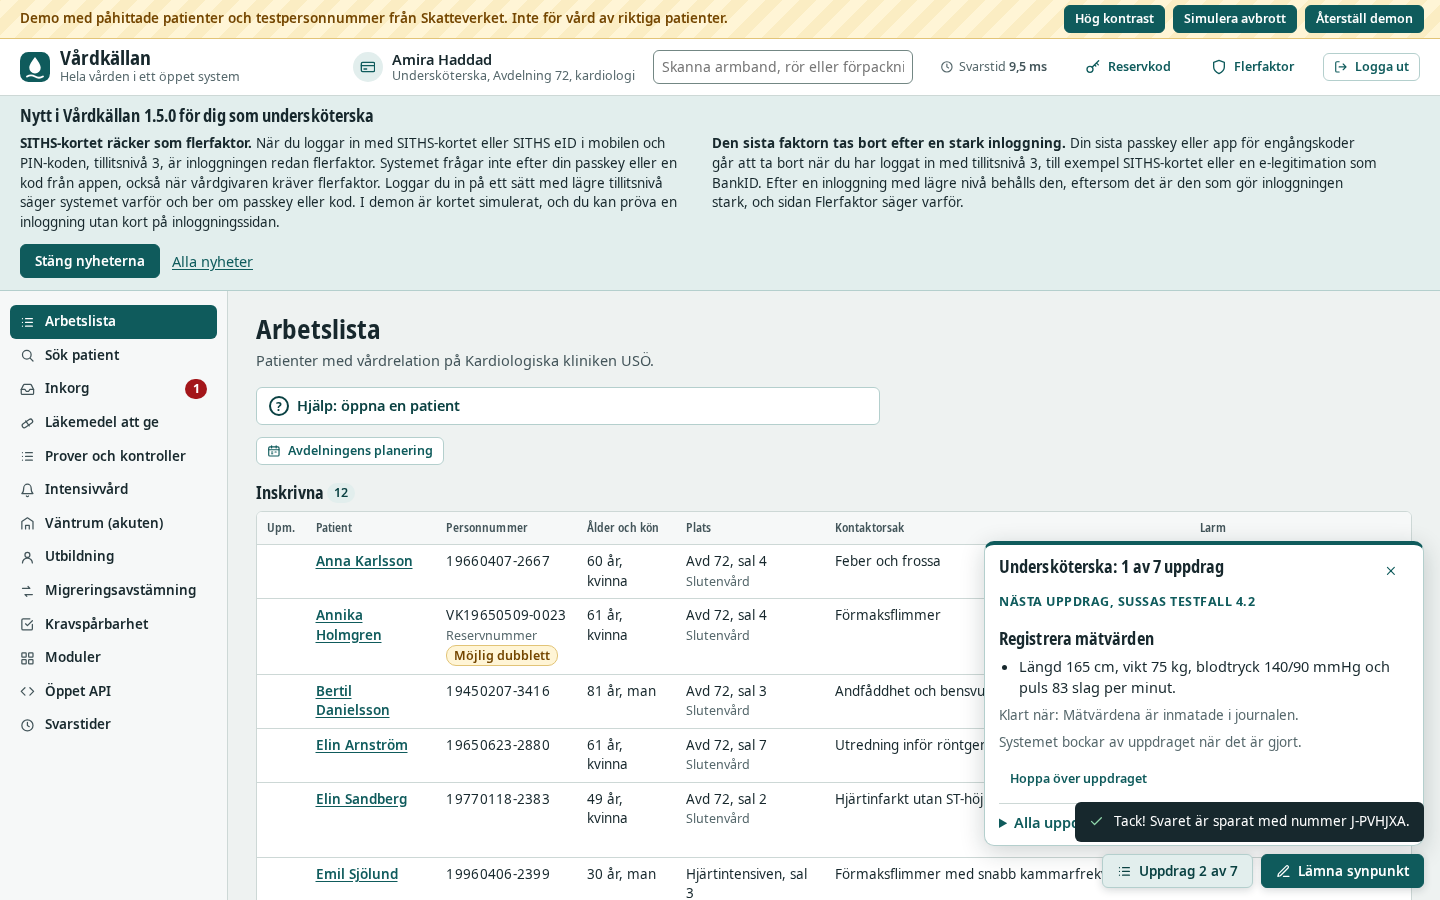 Demo med påhittade patienter och testpersonnummer från Skatteverket. Inte för vård av riktiga patienter.
Hög kontrast
Simulera avbrott
Återställ demon
Vårdkällan
Hela vården i ett öppet system
Amira Haddad
Undersköterska, Avdelning 72, kardiologi
Skanna armband, rör eller förpackni
Svarstid 9,5 ms
Reservkod
Flerfaktor
Logga ut
Nytt i Vårdkällan 1.5.0 för dig som undersköterska
SITHS-kortet räcker som flerfaktor. När du loggar in med SITHS-kortet eller SITHS eID i mobilen och
PIN-koden, tillitsnivå 3, är inloggningen redan flerfaktor. Systemet frågar inte efter din passkey eller en
kod från appen, också när vårdgivaren kräver flerfaktor. Loggar du in på ett sätt med lägre tillitsnivå
säger systemet varför och ber om passkey eller kod. I demon är kortet simulerat, och du kan pröva en
inloggning utan kort på inloggningssidan.
Den sista faktorn tas bort efter en stark inloggning. Din sista passkey eller app för engångskoder
går att ta bort när du har loggat in med tillitsnivå 3, till exempel SITHS-kortet eller en e-legitimation som
BankID. Efter en inloggning med lägre nivå behålls den, eftersom det är den som gör inloggningen
stark, och sidan Flerfaktor säger varför.
Stäng nyheterna
Alla nyheter
Arbetslista
Sök patient
Inkorg
1
Läkemedel att ge
Prover och kontroller
Intensivvård
Väntrum (akuten)
Utbildning
Migreringsavstämning
Kravspårbarhet
Moduler
Öppet API
Svarstider
Arbetslista
Patienter med vårdrelation på Kardiologiska kliniken USÖ.
? Hjälp: öppna en patient
Avdelningens planering
Inskrivna 12
Upm. Patient Personnummer Ålder och kön Plats Kontaktorsak Larm
Anna Karlsson 19660407-2667 60 år, Avd 72, sal 4 Feber och frossa
kvinna Slutenvård
Annika VK19650509-0023 61 år, Avd 72, sal 4 Förmaksflimmer
Holmgren Reservnummer kvinna Slutenvård
Möjlig dubblett
Bertil 19450207-3416 81 år, man Avd 72, sal 3 Andfåddhet och bensvu
Danielsson Slutenvård
Elin Arnström 19650623-2880 61 år, Avd 72, sal 7 Utredning inför röntgen
kvinna Slutenvård
Elin Sandberg 19770118-2383 49 år, Avd 72, sal 2 Hjärtinfarkt utan ST-höj
kvinna Slutenvård
Emil Sjölund 19960406-2399 30 år, man Hjärtintensiven, sal Förmaksflimmer med snabb kammarfrekv
3
Undersköterska: 1 av 7 uppdrag
NÄSTA UPPDRAG, SUSSAS TESTFALL 4.2
Registrera mätvärden
• Längd 165 cm, vikt 75 kg, blodtryck 140/90 mmHg och
puls 83 slag per minut.
Klart när: Mätvärdena är inmatade i journalen.
Systemet bockar av uppdraget när det är gjort.
Hoppa över uppdraget
Alla uppd
Tack! Svaret är sparat med nummer J-PVHJXA.
Uppdrag 2 av 7
Lämna synpunkt